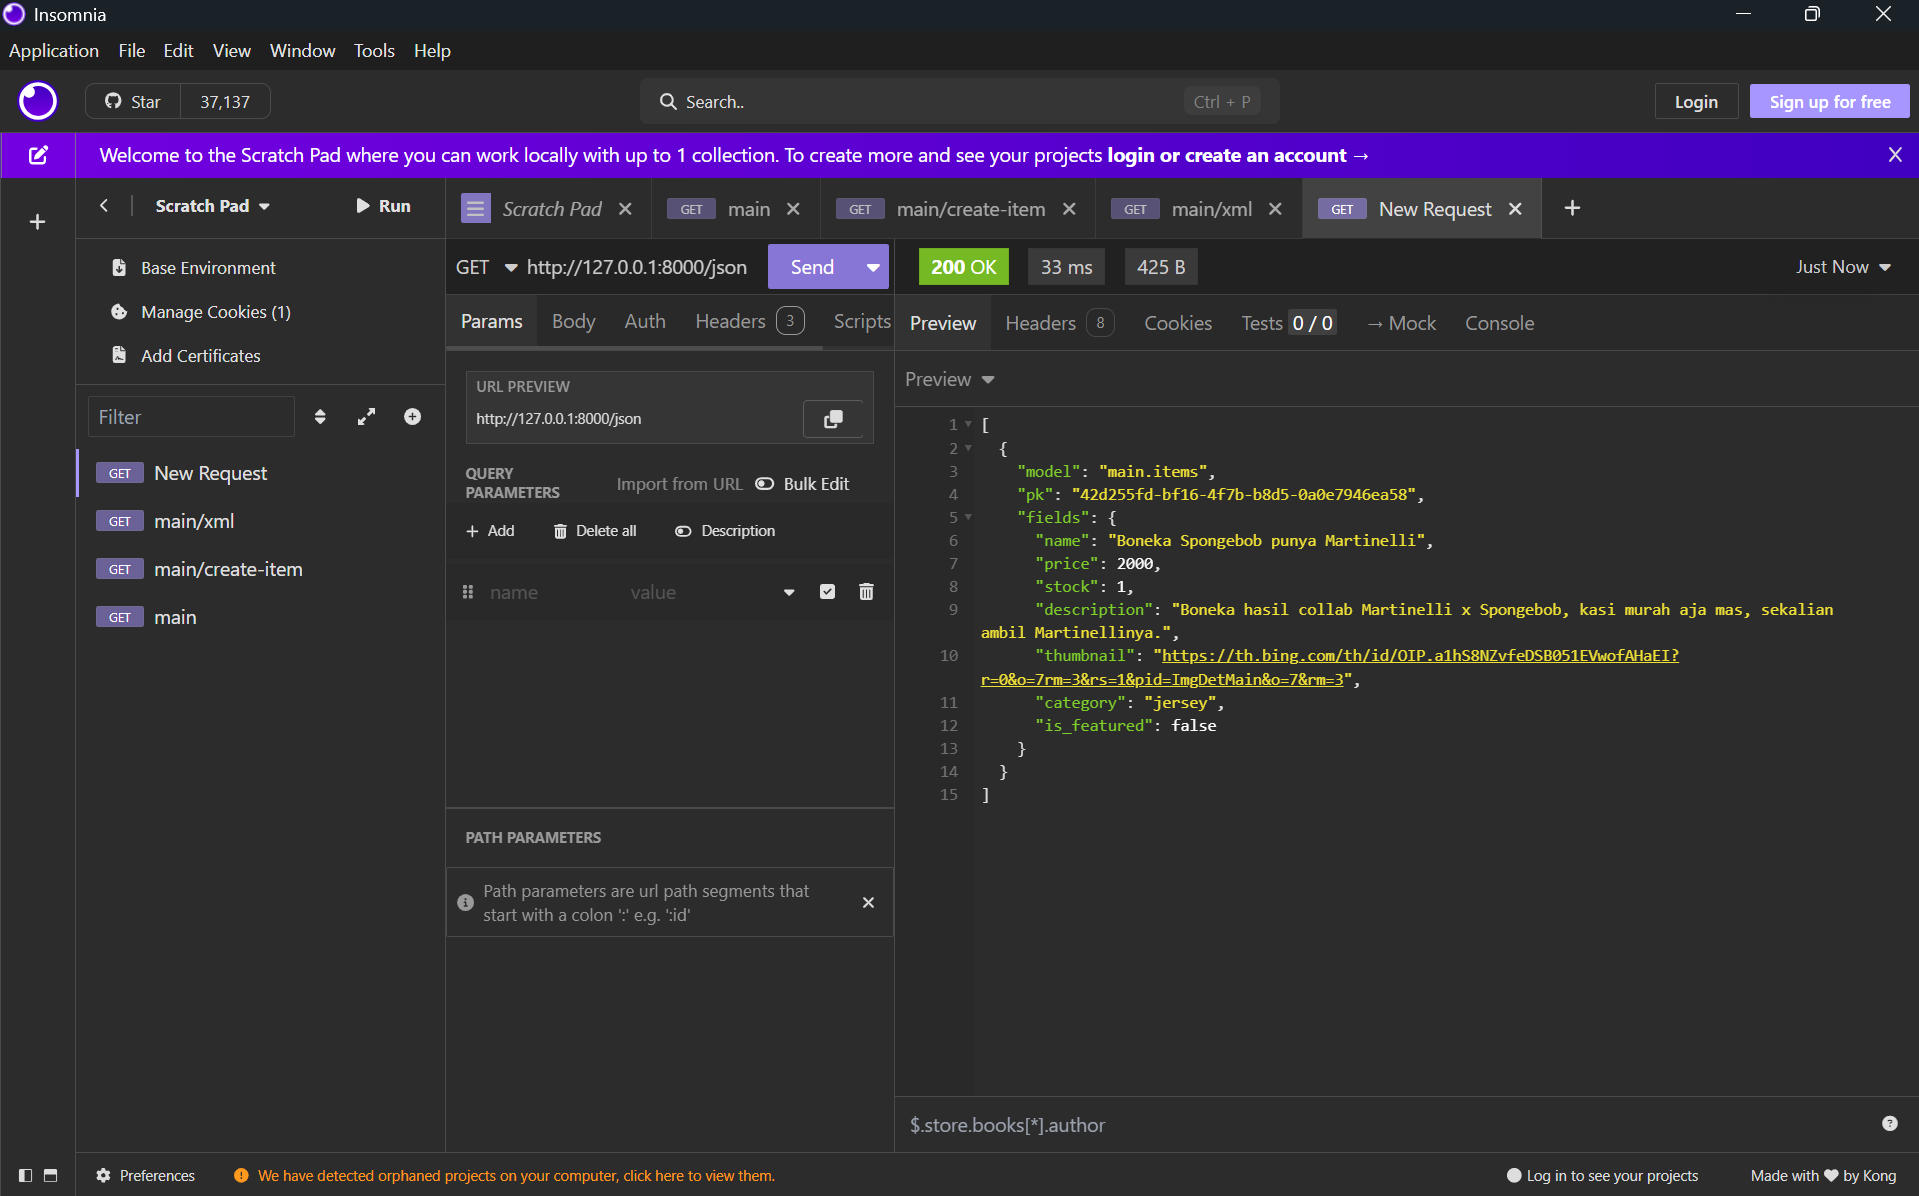 Insomnia
Application File Edit View Window Tools Help
Star 37,137
Search.. Ctrl + P
Login Sign up for free
Welcome to the Scratch Pad where you can work locally with up to 1 collection. To create more and see your projects login or create an account →
Scratch Pad Run
Scratch Pad GET main GET main/create-item GET main/xml GET New Request
Base Environment
Manage Cookies (1)
Add Certificates
Filter
GET New Request
GET main/xml
GET main/create-item
GET main
GET http://127.0.0.1:8000/json Send
Params Body Auth Headers 3 Scripts
URL PREVIEW
http://127.0.0.1:8000/json
QUERY
PARAMETERS
Import from URL Bulk Edit
Add Delete all Description
name value
PATH PARAMETERS
Path parameters are url path segments that
start with a colon ':' e.g. ':id'
200 OK 33 ms 425 B Just Now
Preview Headers 8 Cookies Tests 0 / 0 → Mock Console
Preview
1 [
2 {
3 "model": "main.items",
4 "pk": "42d255fd-bf16-4f7b-b8d5-0a0e7946ea58",
5 "fields": {
6 "name": "Boneka Spongebob punya Martinelli",
7 "price": 2000,
8 "stock": 1,
9 "description": "Boneka hasil collab Martinelli x Spongebob, kasi murah aja mas, sekalian
ambil Martinellinya.",
10 "thumbnail": "https://th.bing.com/th/id/OIP.a1hS8NZvfeDSB051EVwofAHaEI?
r=0&o=7rm=3&rs=1&pid=ImgDetMain&o=7&rm=3",
11 "category": "jersey",
12 "is_featured": false
13 }
14 }
15 ]
$.store.books[*].author
Preferences
We have detected orphaned projects on your computer, click here to view them.
Log in to see your projects
Made with ♥ by Kong